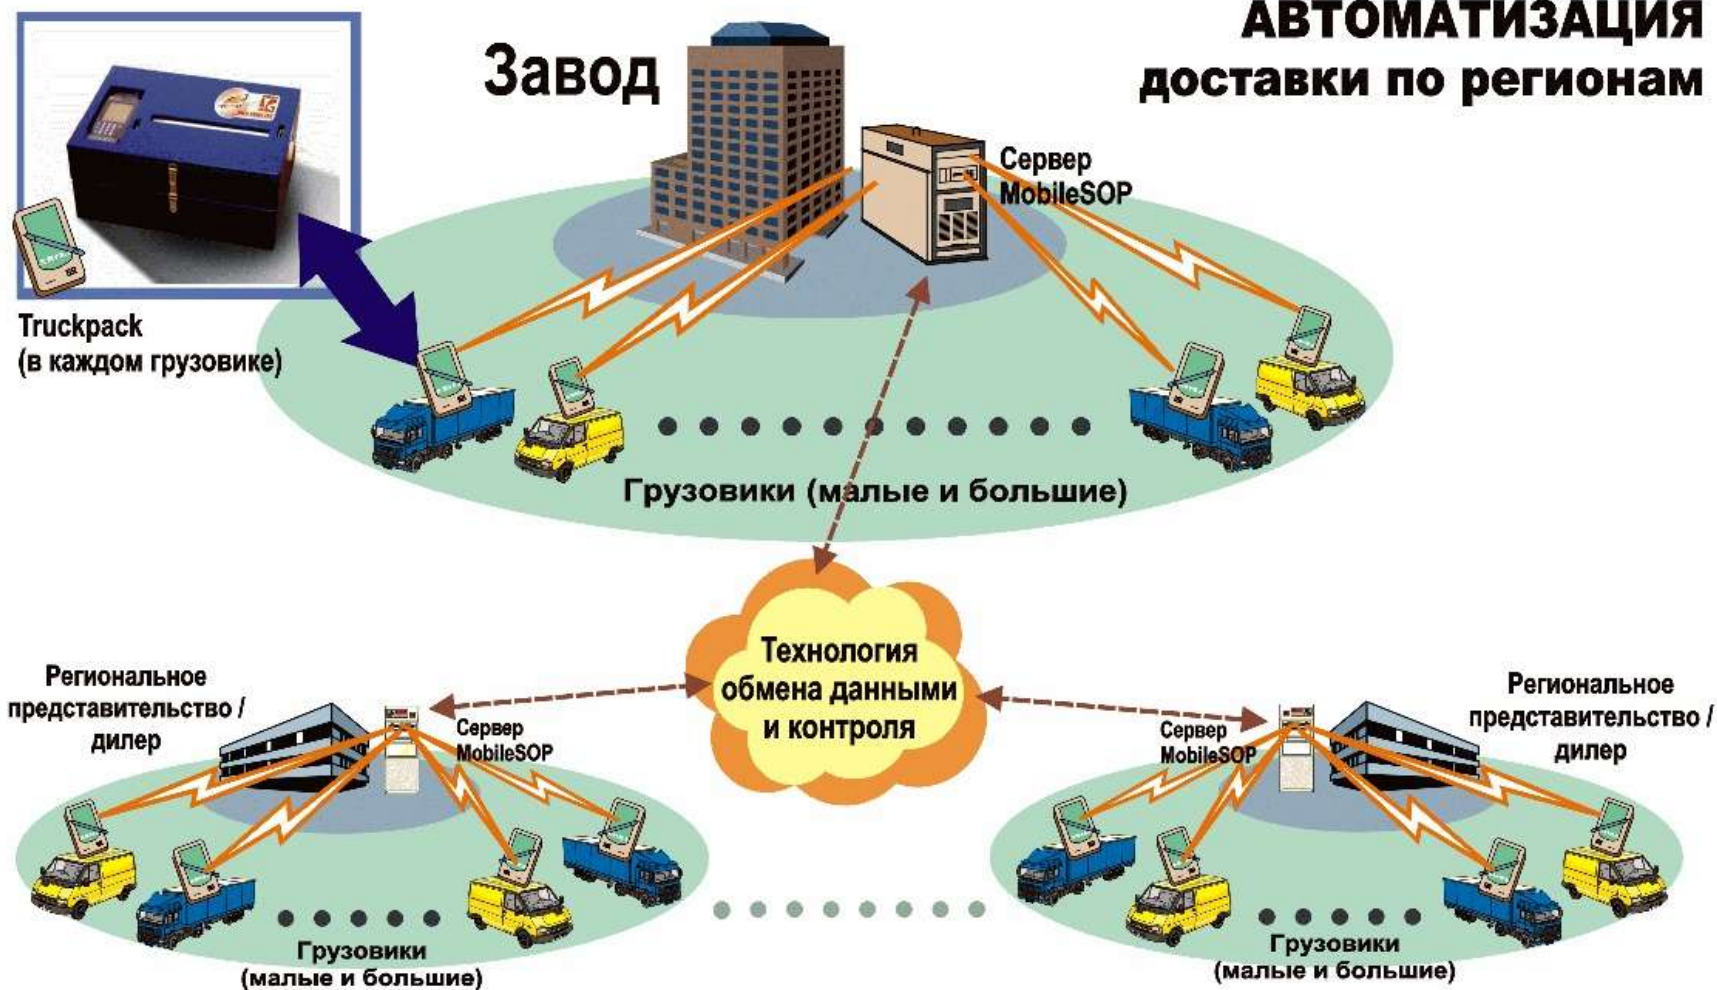 АВТОМАТИЗАЦИЯ
доставки по регионам
Завод
Сервер
MobileSOP
Truckpack
(в каждом грузовике)
Грузовики (малые и большие)
Технология
обмена данными
и контроля
Региональное
представительство /
дилер
Сервер
MobileSOP
Грузовики
(малые и большие)
Региональное
представительство /
дилер
Сервер
MobileSOP
Грузовики
(малые и большие)